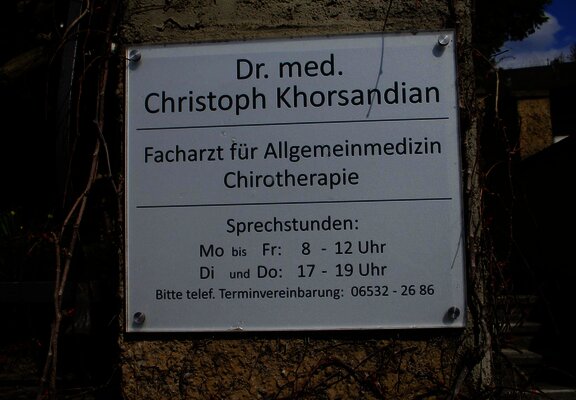 Dr. med.
Christoph Khorsandian
Facharzt für Allgemeinmedizin
Chirotherapie
Sprechstunden:
Mo bis Fr: 8 - 12 Uhr
Di und Do: 17 - 19 Uhr
Bitte telef. Terminvereinbarung: 06532 - 26 86